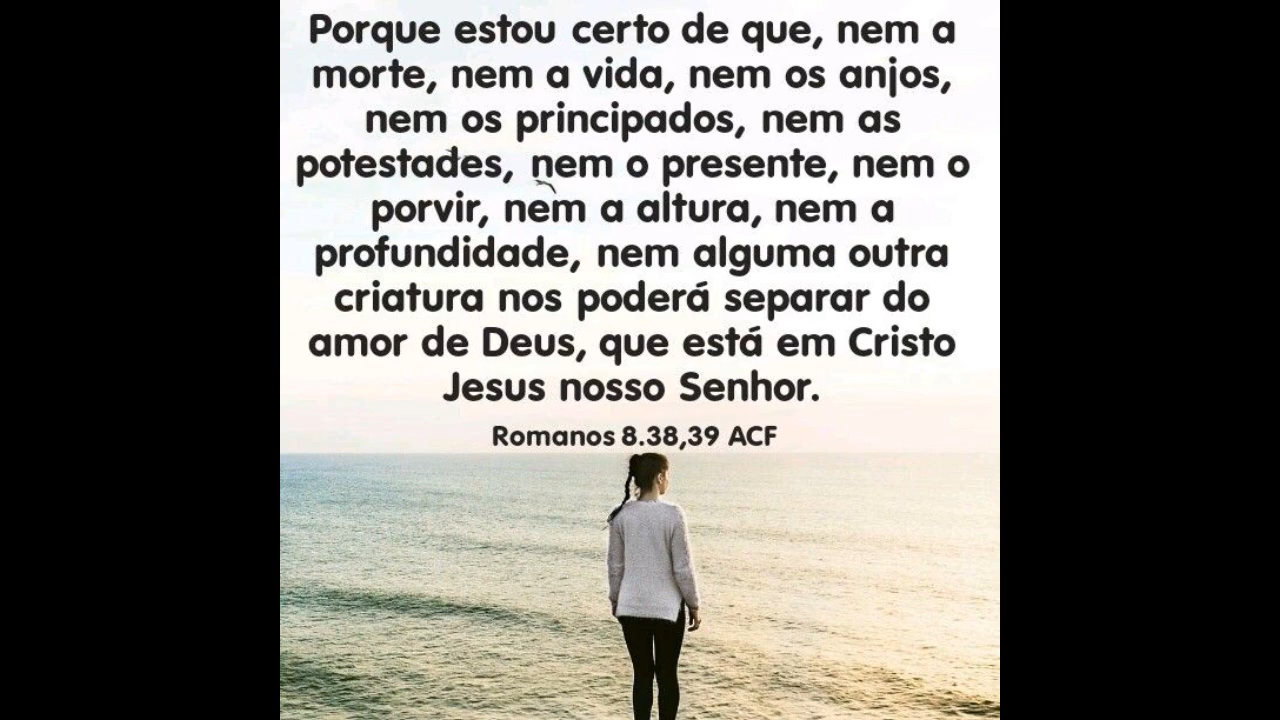 Porque estou certo de que, nem a
morte, nem a vida, nem os anjos,
nem os principados, nem as
potestades, nem o presente, nem o
porvir, nem a altura, nem a
profundidade, nem alguma outra
criatura nos poderá separar do
amor de Deus, que está em Cristo
Jesus nosso Senhor.
Romanos 8.38,39 ACF